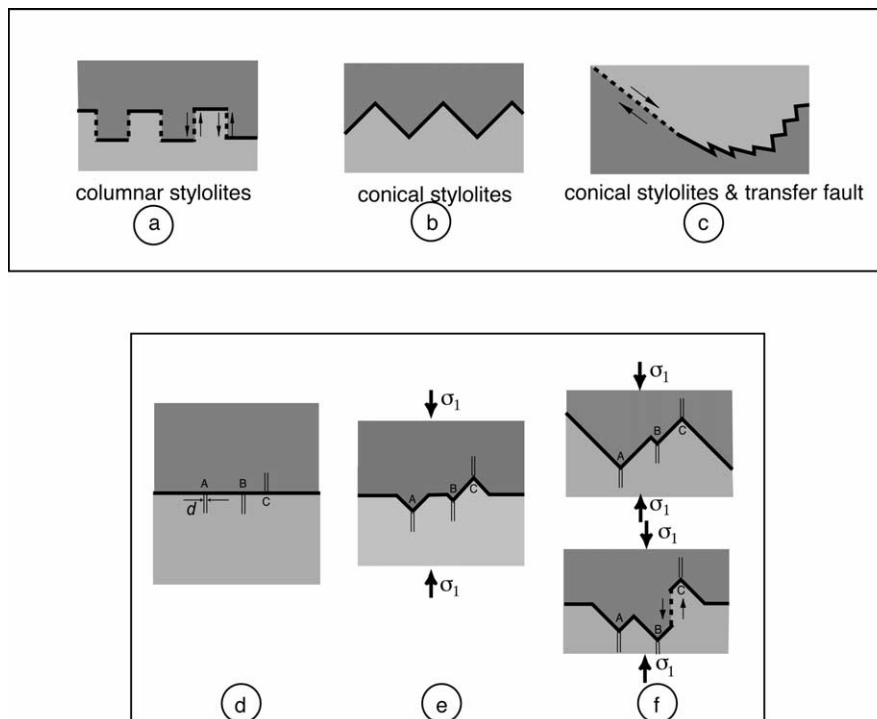 columnar stylolites
conical stylolites
conical stylolites & transfer fault
a
b
c
A
B
C
d
σ1
A
B
C
σ1
σ1
A
B
C
σ1
σ1
A
B
C
σ1
d
e
f